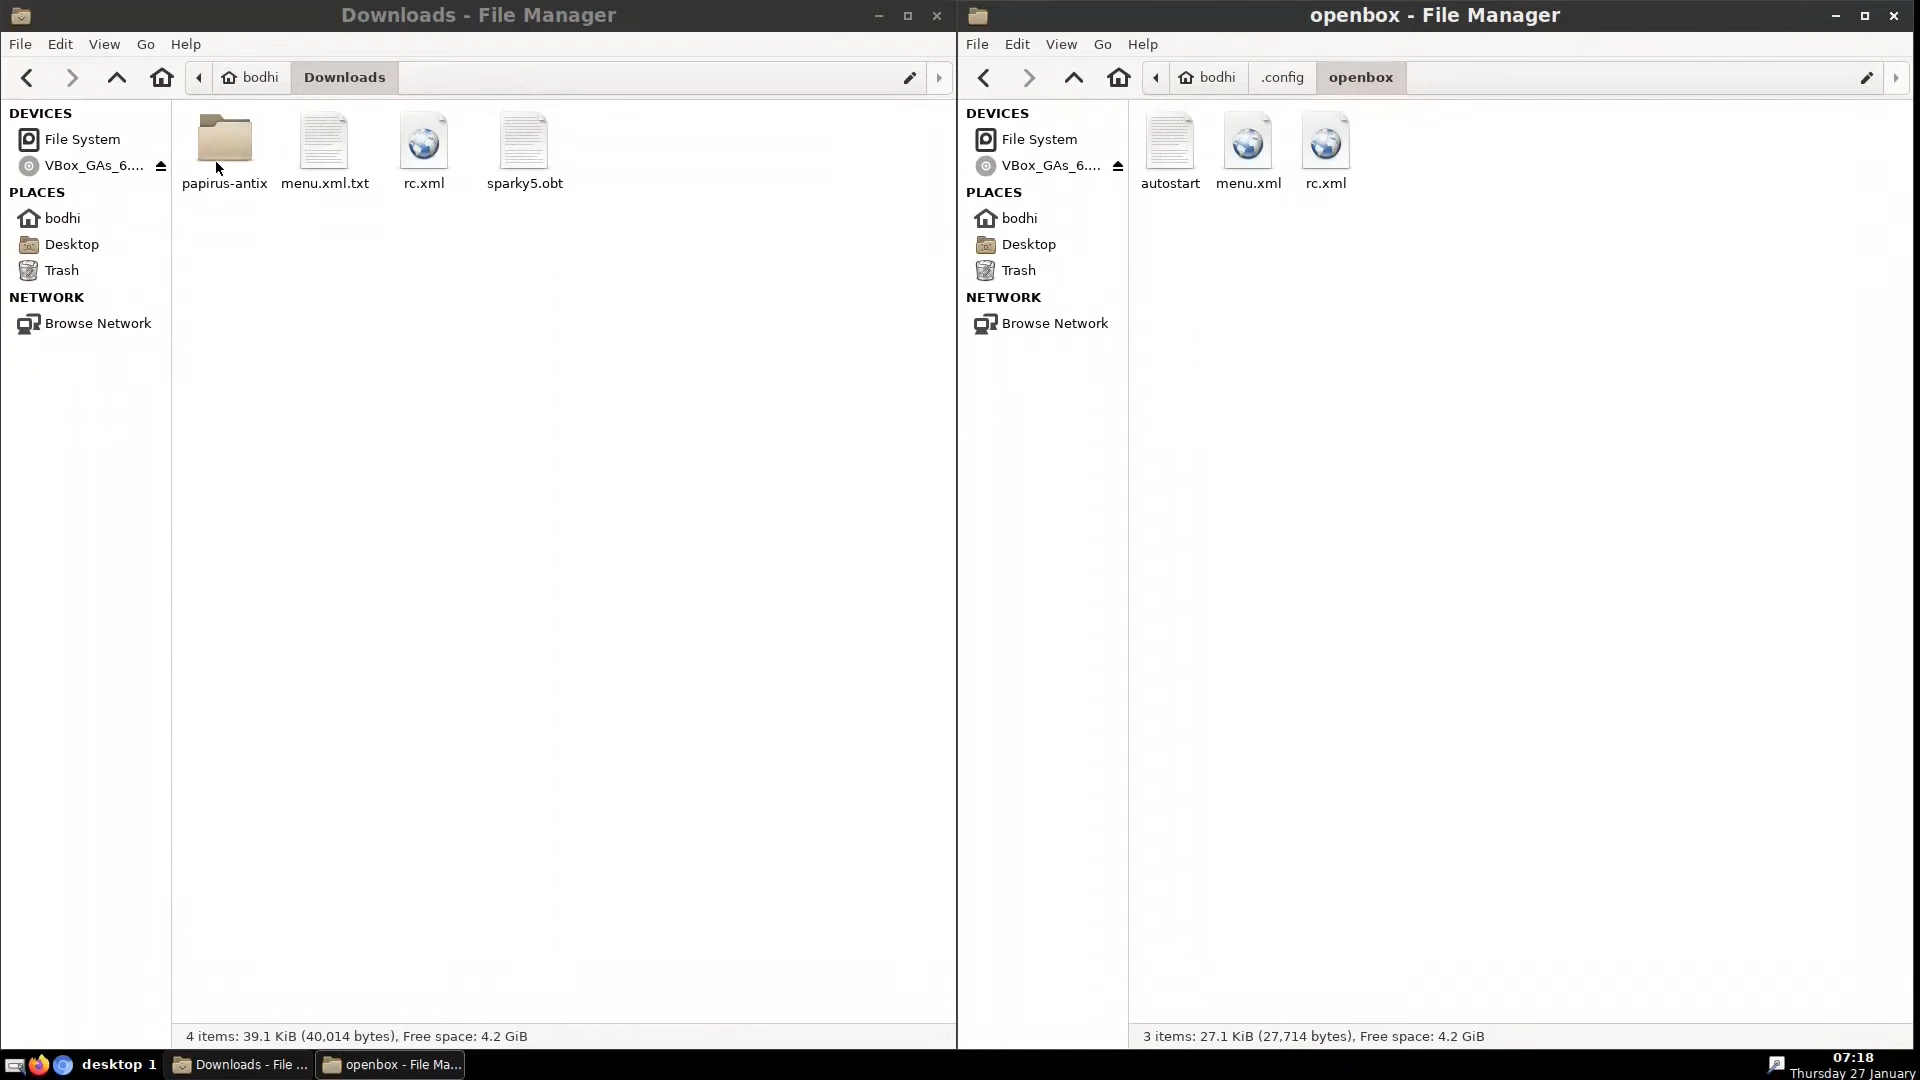 Downloads - File Manager
File Edit View Go Help
bodhi Downloads
DEVICES
File System
VBox_GAs_6....
PLACES
bodhi
Desktop
Trash
NETWORK
Browse Network
papirus-antix menu.xml.txt rc.xml sparky5.obt
4 items: 39.1 KiB (40,014 bytes), Free space: 4.2 GiB
openbox - File Manager
File Edit View Go Help
bodhi .config openbox
DEVICES
File System
VBox_GAs_6....
PLACES
bodhi
Desktop
Trash
NETWORK
Browse Network
autostart menu.xml rc.xml
3 items: 27.1 KiB (27,714 bytes), Free space: 4.2 GiB
desktop 1 Downloads - File ... openbox - File Ma...
07:18
Thursday 27 January